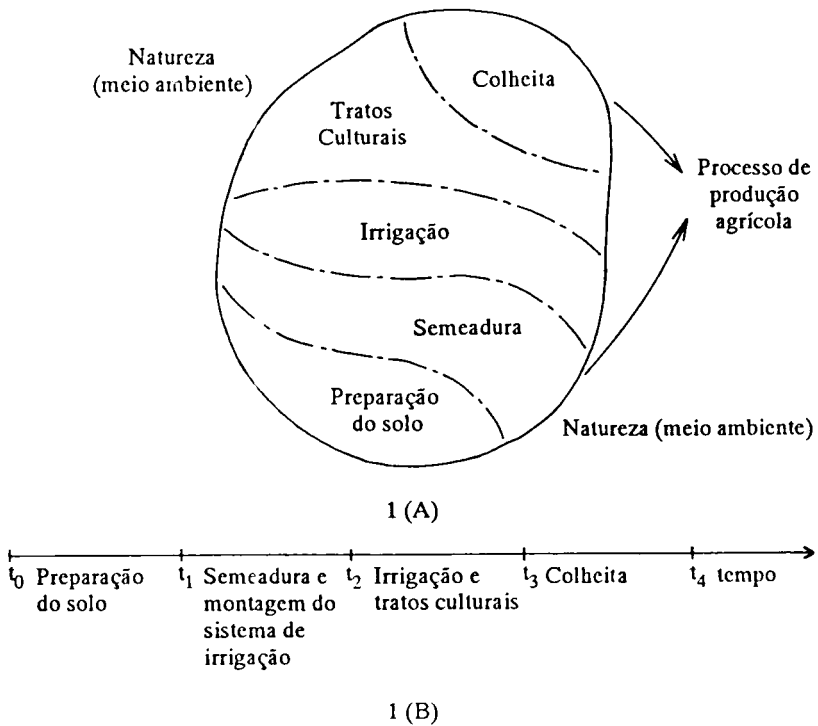 Natureza
(meio ambiente)
Colheita
Tratos
Culturais
Processo de
produção
agrícola
Irrigação
Semeadura
Preparação
do solo
Natureza (meio ambiente)
1 (A)
t0 Preparação
do solo
t1 Semeadura e
montagem do
sistema de
irrigação
t2 Irrigação e
tratos culturais
t3 Colheita
t4 tempo
1 (B)